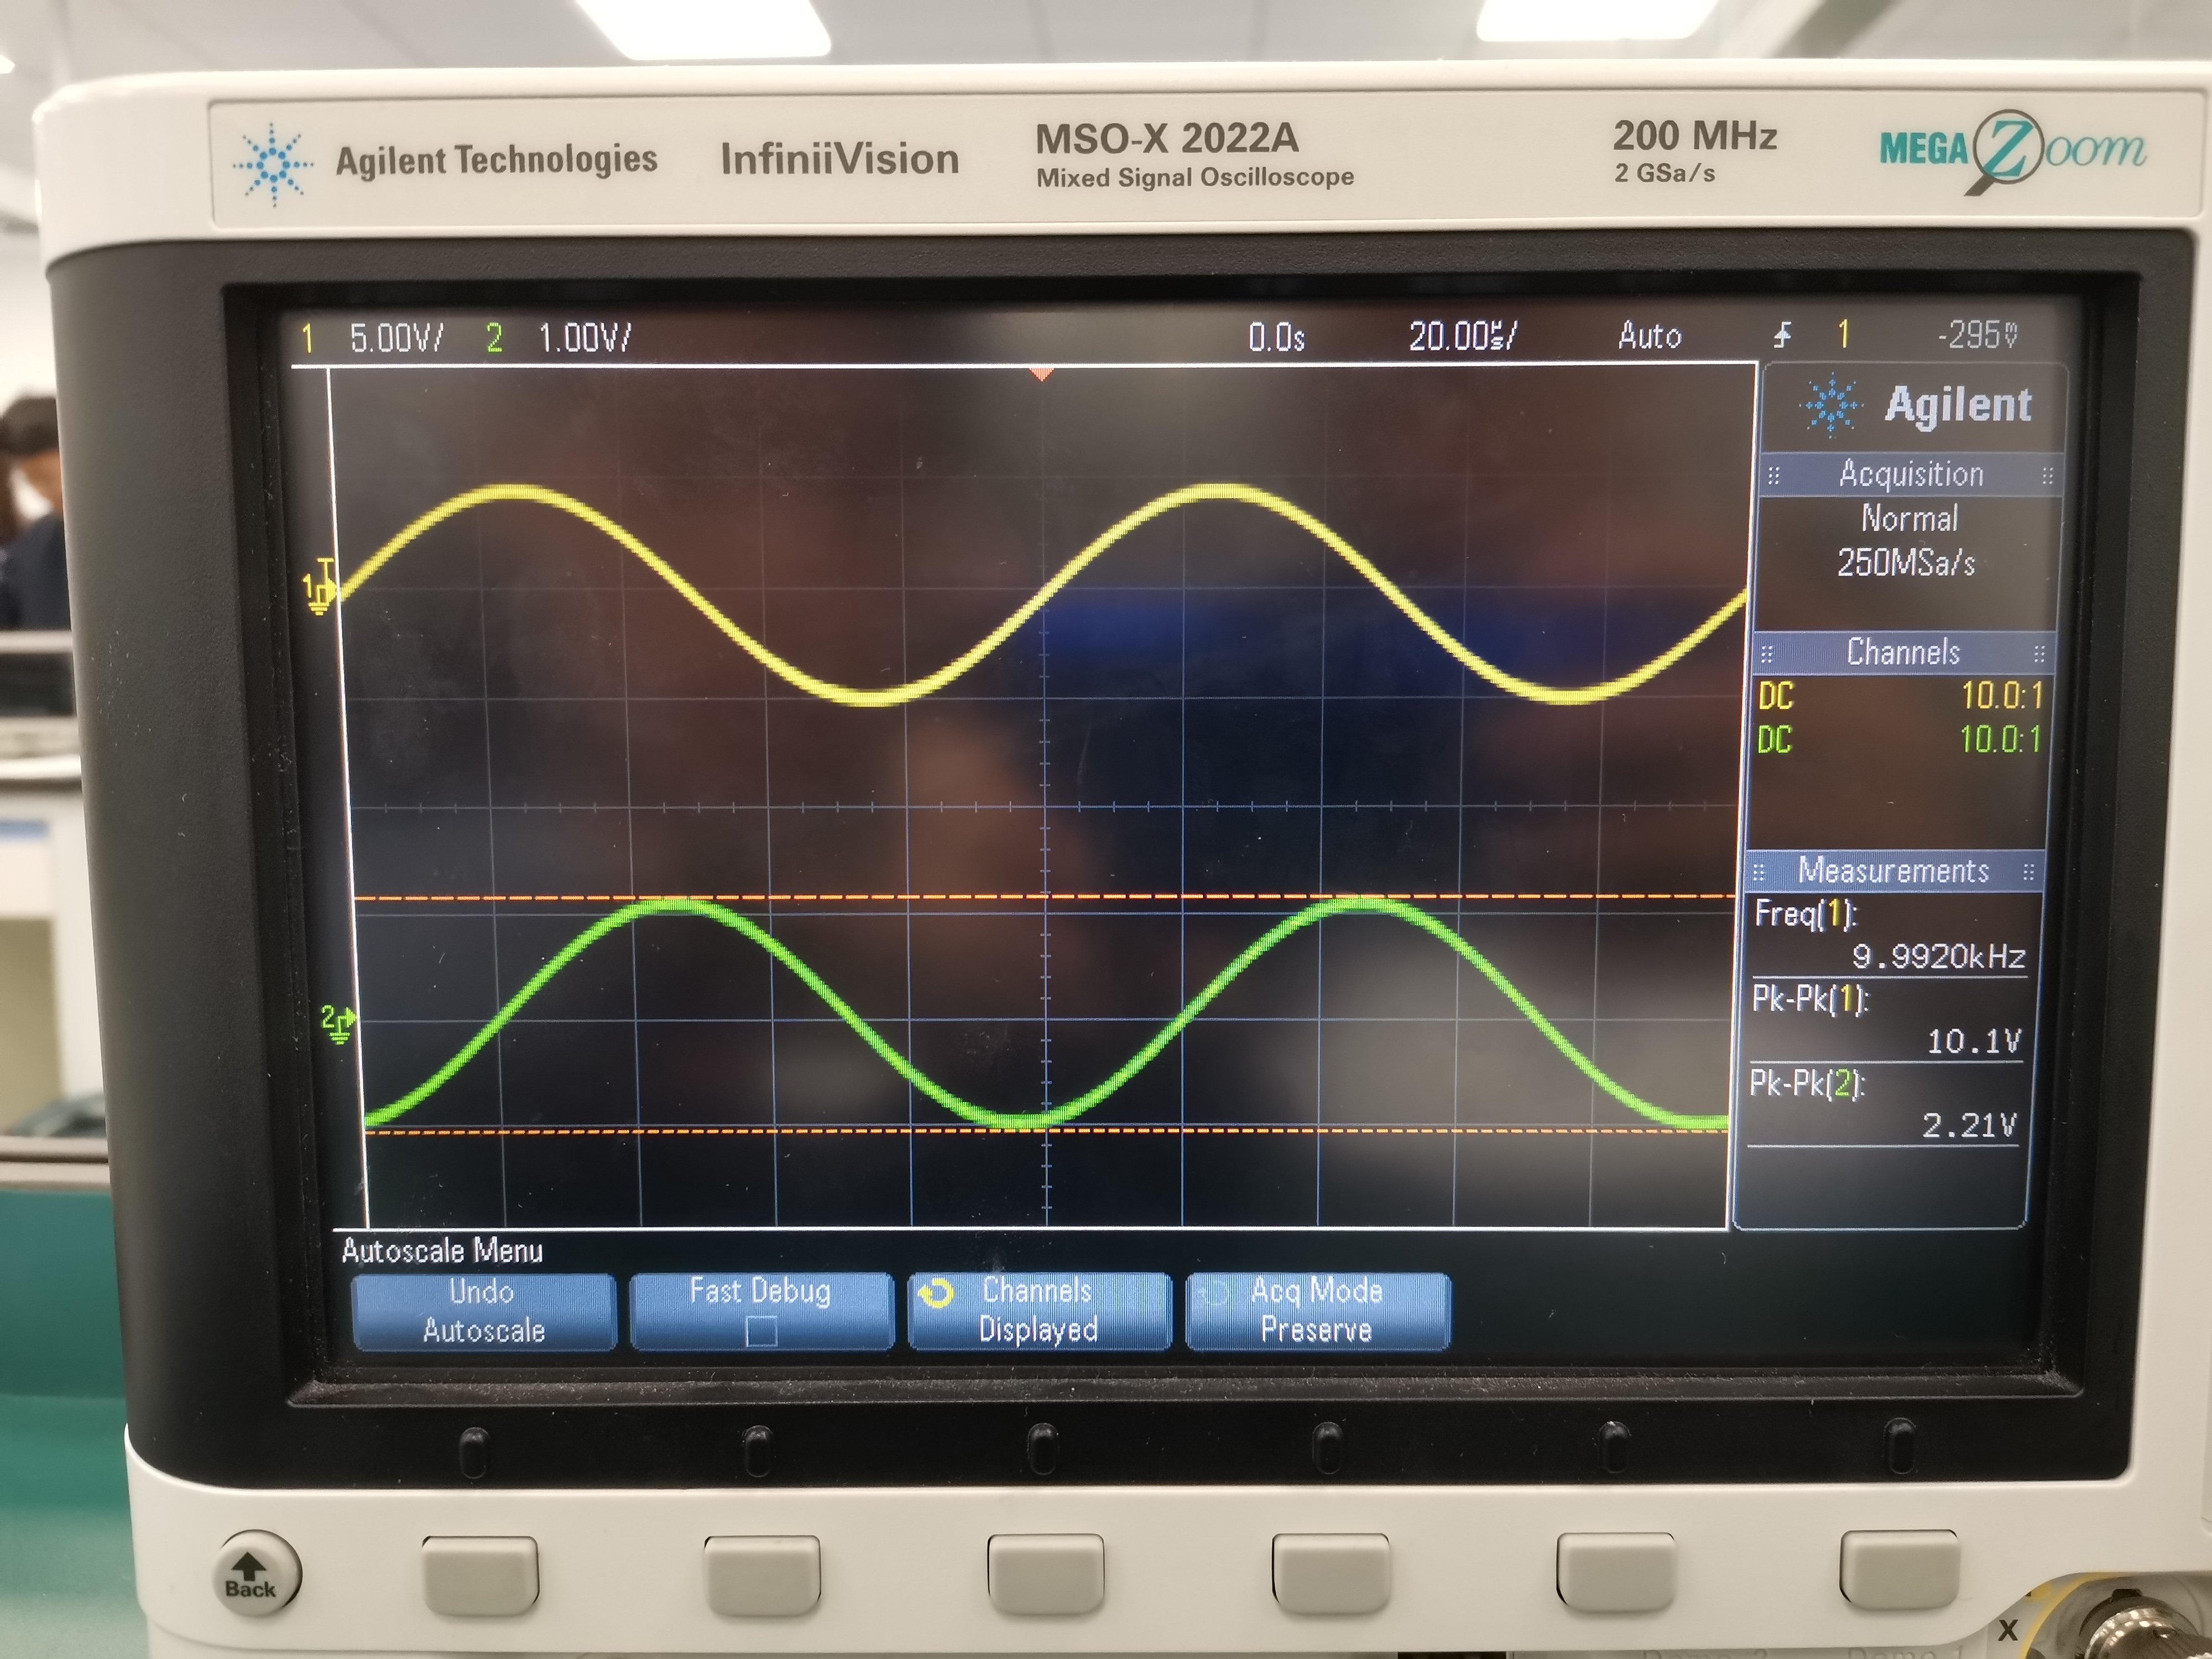 Agilent Technologies InfiniiVision MSO-X 2022A 200 MHz MEGA Zoom
Mixed Signal Oscilloscope 2 GSa/s
1 5.00V/ 2 1.00V/ 0.0s 20.00µs/ Auto 1 -295mV
Agilent
Acquisition
Normal
250MSa/s
Channels
DC 10.0:1
DC 10.0:1
Measurements
Freq(1):
9.9920kHz
Pk-Pk(1):
10.1V
Pk-Pk(2):
2.21V
T
1
2
Autoscale Menu
Undo Autoscale
Fast Debug
Channels Displayed
Acq Mode Preserve
Back
X